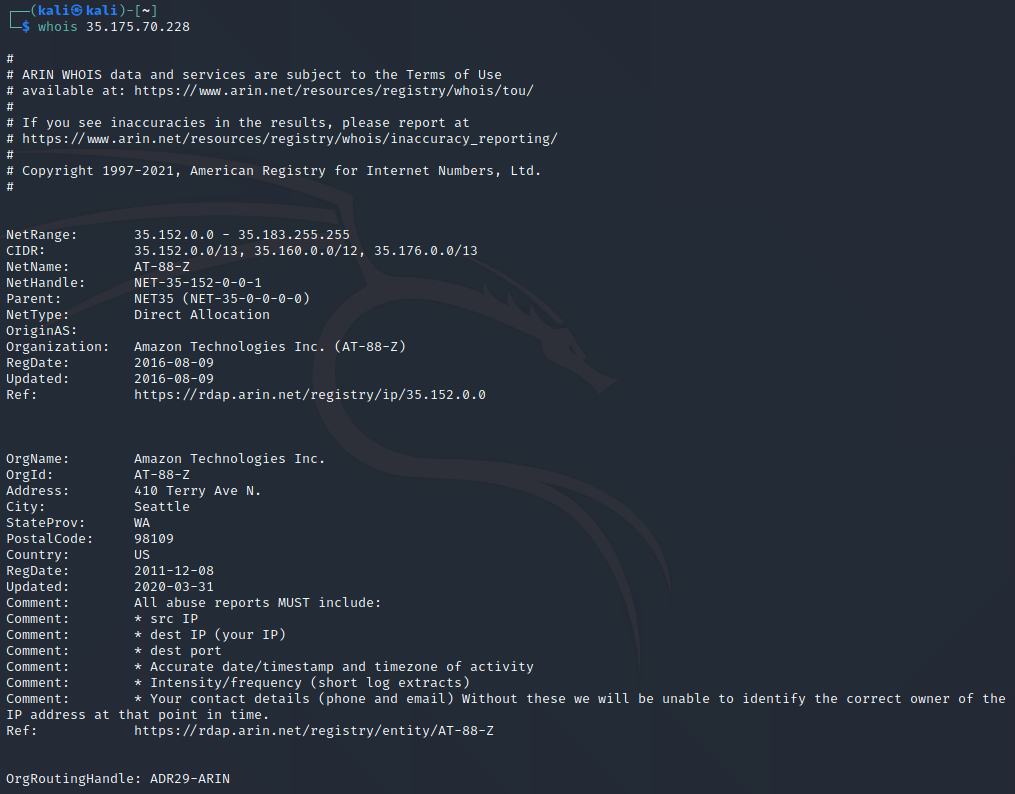 ┌──(kali㉿kali)-[~]
└─$ whois 35.175.70.228

#
# ARIN WHOIS data and services are subject to the Terms of Use
# available at: https://www.arin.net/resources/registry/whois/tou/
#
# If you see inaccuracies in the results, please report at
# https://www.arin.net/resources/registry/whois/inaccuracy_reporting/
#
# Copyright 1997-2021, American Registry for Internet Numbers, Ltd.
#


NetRange:       35.152.0.0 - 35.183.255.255
CIDR:           35.152.0.0/13, 35.160.0.0/12, 35.176.0.0/13
NetName:        AT-88-Z
NetHandle:      NET-35-152-0-0-1
Parent:         NET35 (NET-35-0-0-0-0)
NetType:        Direct Allocation
OriginAS:
Organization:   Amazon Technologies Inc. (AT-88-Z)
RegDate:        2016-08-09
Updated:        2016-08-09
Ref:            https://rdap.arin.net/registry/ip/35.152.0.0



OrgName:        Amazon Technologies Inc.
OrgId:          AT-88-Z
Address:        410 Terry Ave N.
City:           Seattle
StateProv:      WA
PostalCode:     98109
Country:        US
RegDate:        2011-12-08
Updated:        2020-03-31
Comment:        All abuse reports MUST include:
Comment:        * src IP
Comment:        * dest IP (your IP)
Comment:        * dest port
Comment:        * Accurate date/timestamp and timezone of activity
Comment:        * Intensity/frequency (short log extracts)
Comment:        * Your contact details (phone and email) Without these we will be unable to identify the correct owner of the
IP address at that point in time.
Ref:            https://rdap.arin.net/registry/entity/AT-88-Z


OrgRoutingHandle: ADR29-ARIN